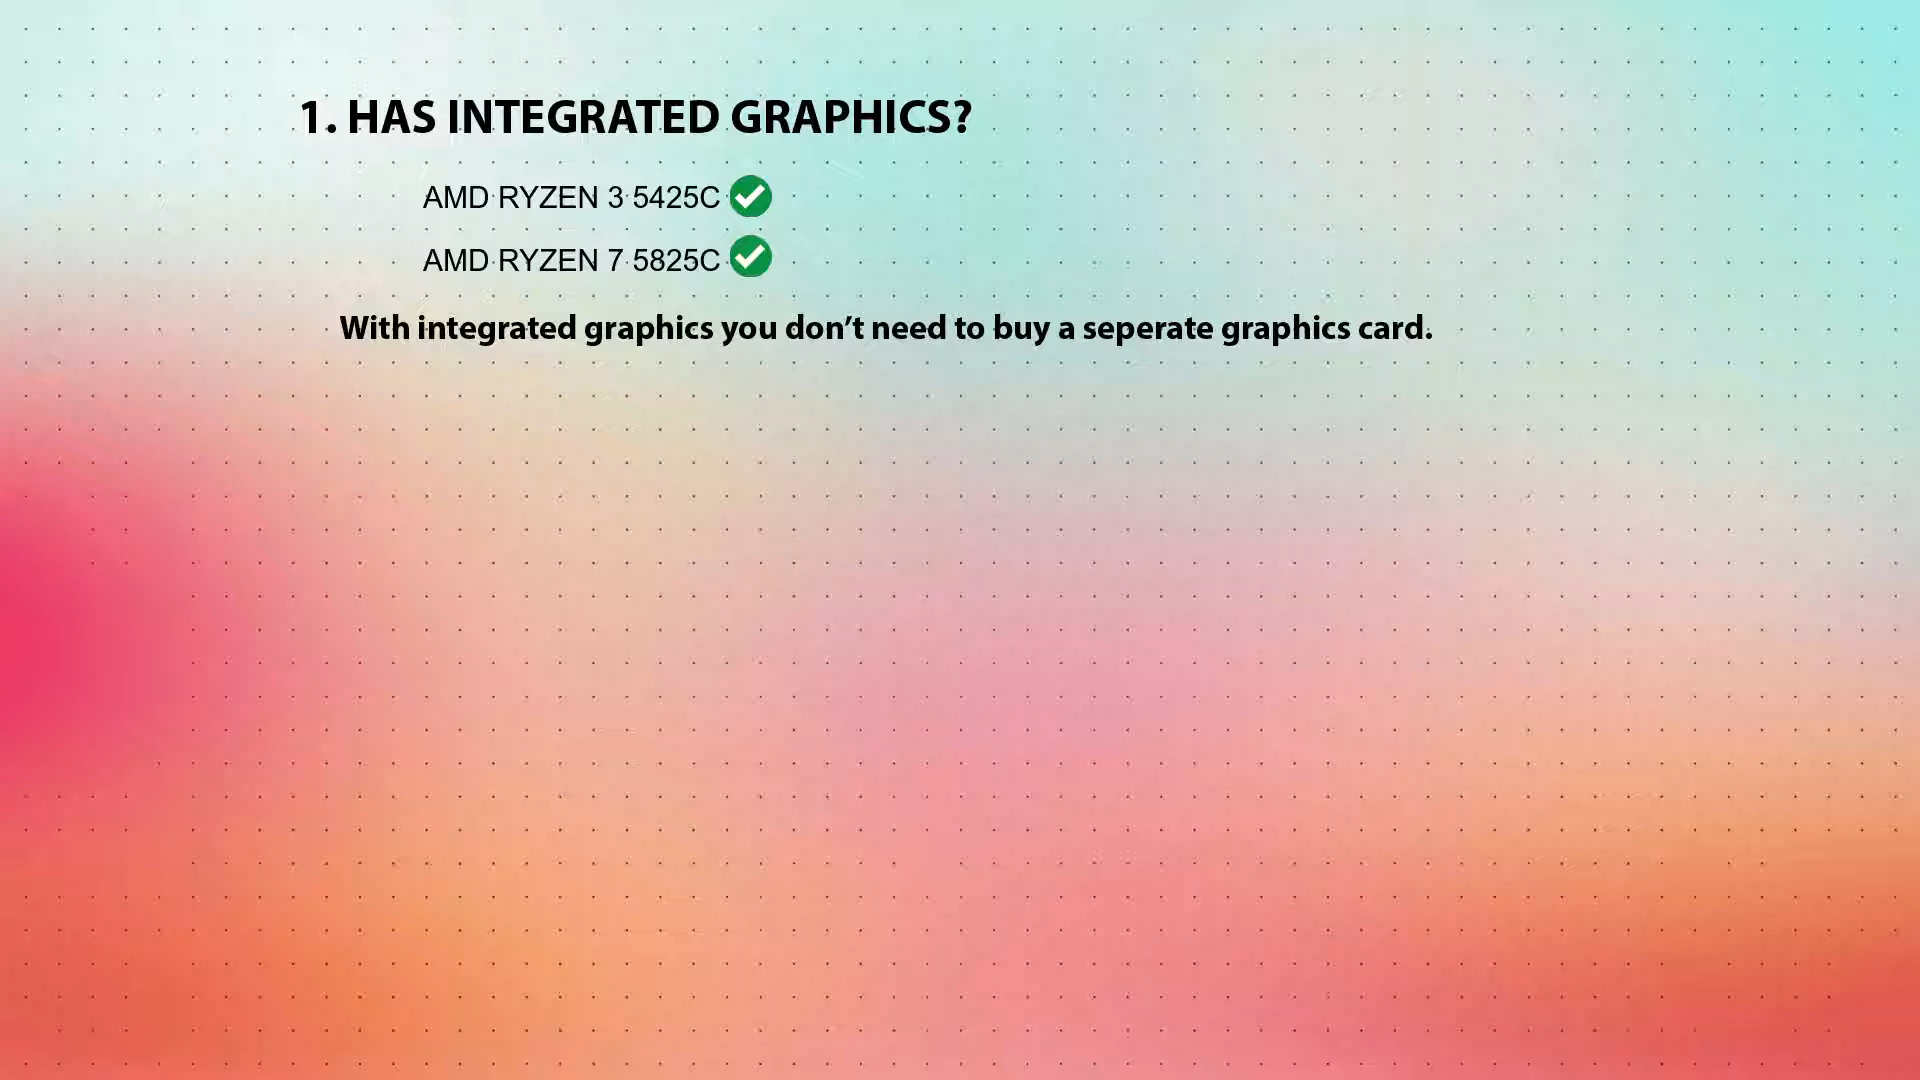 1. HAS INTEGRATED GRAPHICS?
AMD RYZEN 3 5425C
AMD RYZEN 7 5825C
With integrated graphics you don’t need to buy a seperate graphics card.